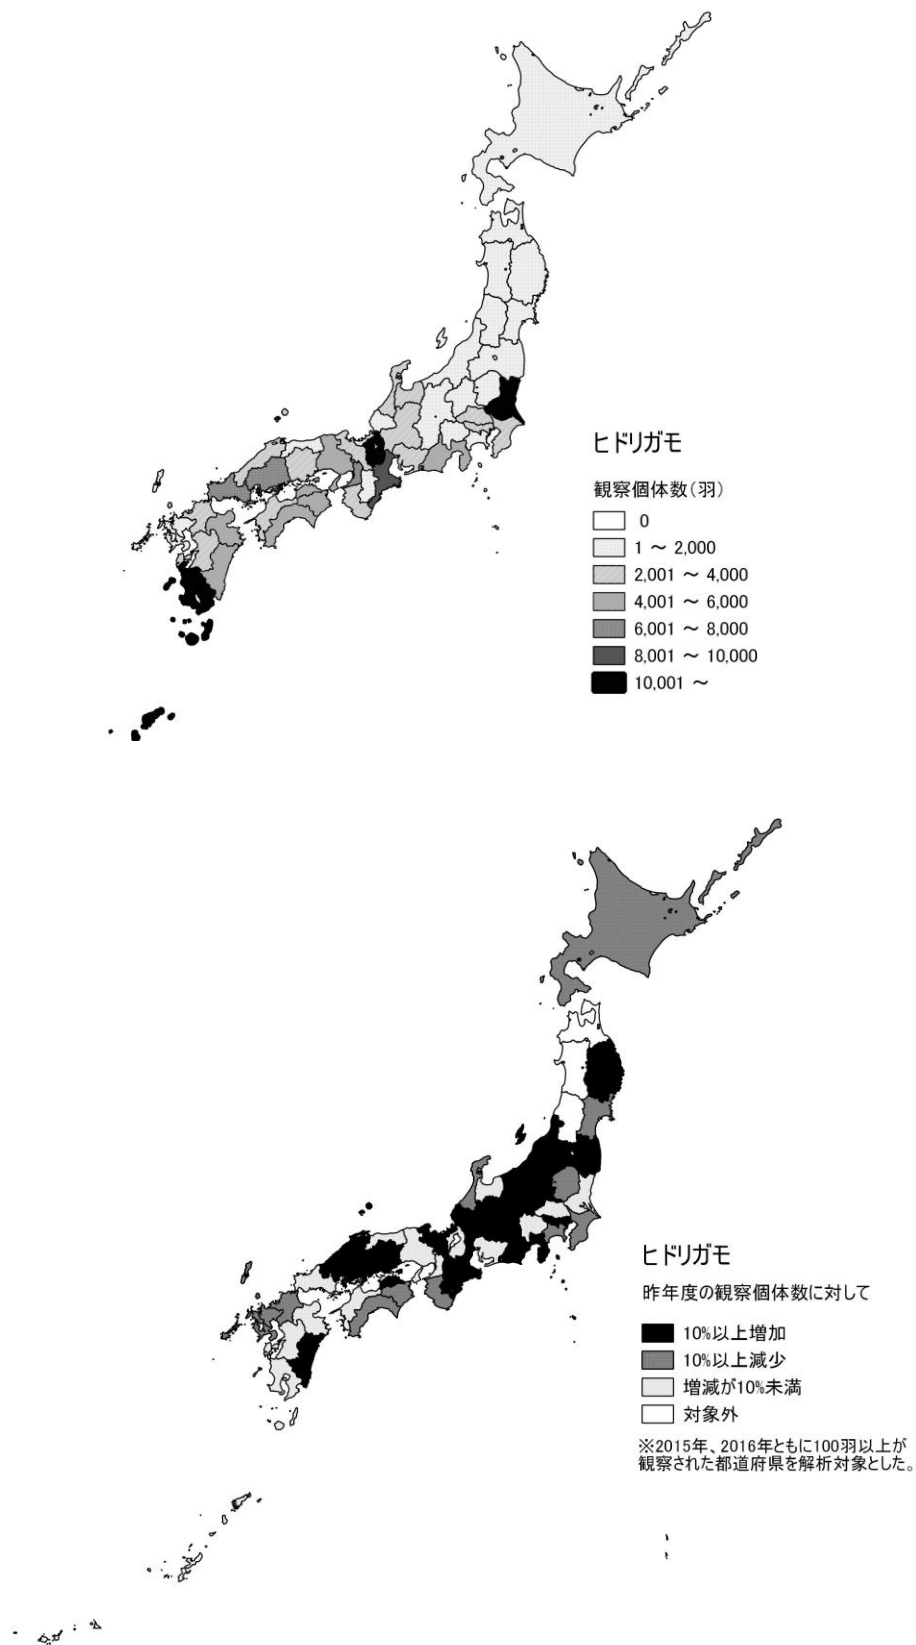 ヒドリガモ
観察個体数(羽)
0
1 ～ 2,000
2,001 ～ 4,000
4,001 ～ 6,000
6,001 ～ 8,000
8,001 ～ 10,000
10,001 ～
ヒドリガモ
昨年度の観察個体数に対して
10%以上増加
10%以上減少
増減が10%未満
対象外
※2015年、2016年ともに100羽以上が
観察された都道府県を解析対象とした。